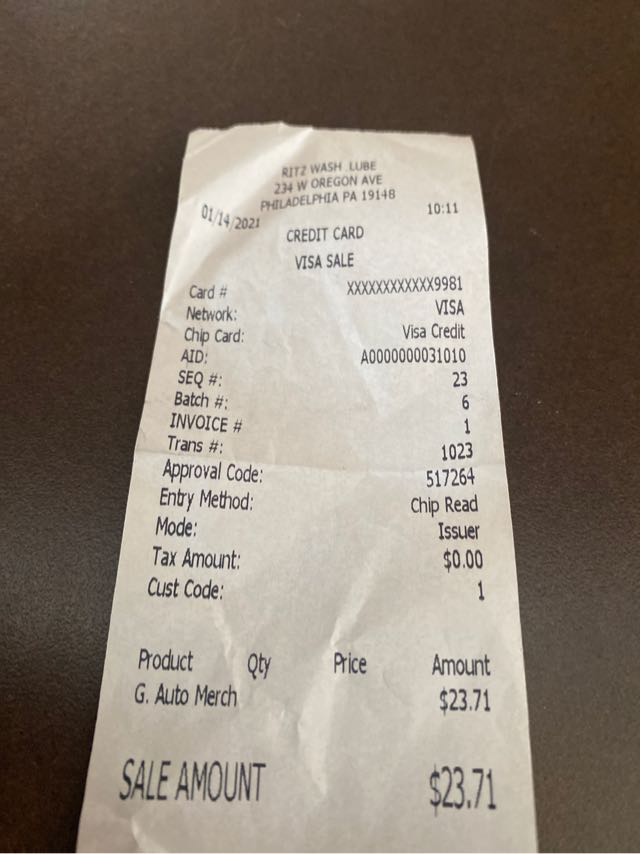 RITZ WASH LUBE
234 W OREGON AVE
PHILADELPHIA PA 19148
01/14/2021 10:11
CREDIT CARD
VISA SALE
Card # XXXXXXXXXXXX9981
Network: VISA
Chip Card: Visa Credit
AID: A0000000031010
SEQ #: 23
Batch #: 6
INVOICE # 1
Trans #: 1023
Approval Code: 517264
Entry Method: Chip Read
Mode: Issuer
Tax Amount: $0.00
Cust Code: 1
Product Qty Price Amount
G. Auto Merch $23.71
SALE AMOUNT $23.71